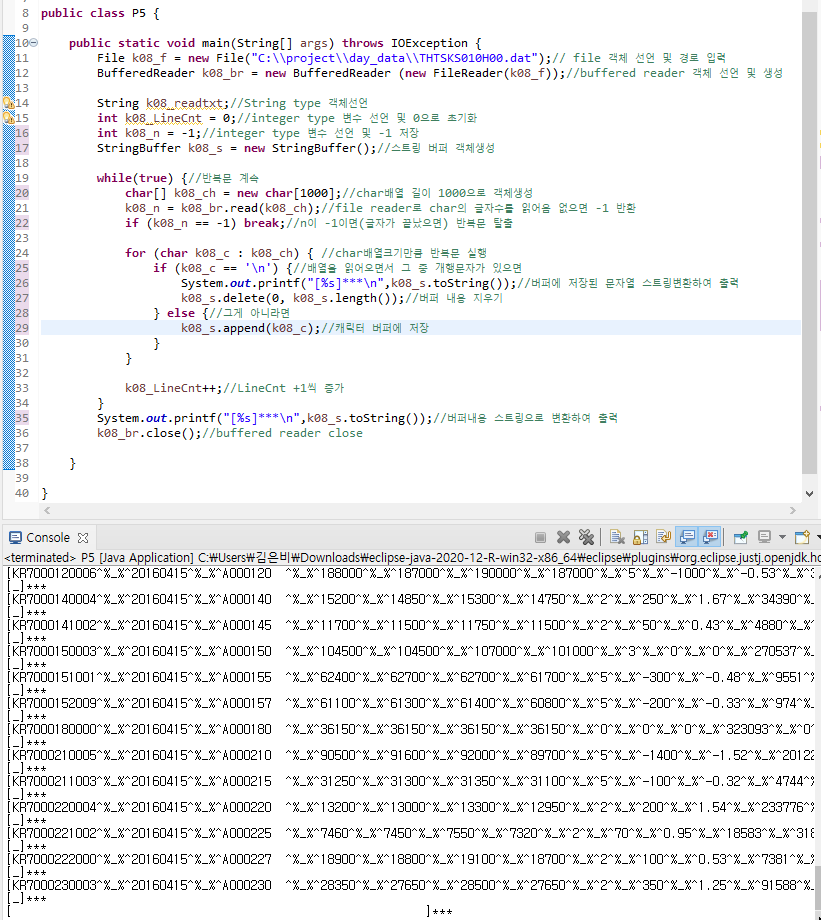 8 public class P5 {
9
10 public static void main(String[] args) throws IOException {
11 File k08_f = new File("C:\\project\\day_data\\THTSKS010H00.dat");// file 객체 선언 및 경로 입력
12 BufferedReader k08_br = new BufferedReader (new FileReader(k08_f));//buffered reader 객체 선언 및 생성
13
14 String k08_readtxt;//String type 객체선언
15 int k08_LineCnt = 0;//integer type 변수 선언 및 0으로 초기화
16 int k08_n = -1;//integer type 변수 선언 및 -1 저장
17 StringBuffer k08_s = new StringBuffer();//스트링 버퍼 객체생성
18
19 while(true) {//반복문 계속
20 char[] k08_ch = new char[1000];//char배열 길이 1000으로 객체생성
21 k08_n = k08_br.read(k08_ch);//file reader로 char의 글자수를 읽어옴 없으면 -1 반환
22 if (k08_n == -1) break;//n이 -1이면(글자가 끝났으면) 반복문 탈출
23
24 for (char k08_c : k08_ch) { //char배열크기만큼 반복문 실행
25 if (k08_c == '\n') {//배열을 읽어오면서 그 중 개행문자가 있으면
26 System.out.printf("[%s]***\n",k08_s.toString());//버퍼에 저장된 문자열 스트링변환하여 출력
27 k08_s.delete(0, k08_s.length());//버퍼 내용 지우기
28 } else {//그게 아니라면
29 k08_s.append(k08_c);//캐릭터 버퍼에 저장
30 }
31 }
32
33 k08_LineCnt++;//LineCnt +1씩 증가
34 }
35 System.out.printf("[%s]***\n",k08_s.toString());//버퍼내용 스트링으로 변환하여 출력
36 k08_br.close();//buffered reader close
37
38 }
39
40 }
Console
<terminated> P5 [Java Application] C:₩Users₩김은비₩Downloads₩eclipse-java-2020-12-R-win32-x86_64₩eclipse₩plugins₩org.eclipse.justj.openjdk.ho
[KR7000120006^%_%^20160415^%_%^A000120 ^%_%^188000^%_%^187000^%_%^190000^%_%^187000^%_%^5^%_%^-1000^%_%^-0.53^%_%^3
[_]***
[KR7000140004^%_%^20160415^%_%^A000140 ^%_%^15200^%_%^14850^%_%^15300^%_%^14750^%_%^2^%_%^250^%_%^1.67^%_%^34390^%_
[_]***
[KR7000141002^%_%^20160415^%_%^A000145 ^%_%^11700^%_%^11500^%_%^11750^%_%^11500^%_%^2^%_%^50^%_%^0.43^%_%^4880^%_%^
[_]***
[KR7000150003^%_%^20160415^%_%^A000150 ^%_%^104500^%_%^104500^%_%^107000^%_%^101000^%_%^3^%_%^0^%_%^0^%_%^270537^%_
[_]***
[KR7000151001^%_%^20160415^%_%^A000155 ^%_%^62400^%_%^62700^%_%^62700^%_%^61700^%_%^5^%_%^-300^%_%^-0.48^%_%^9551^%
[_]***
[KR7000152009^%_%^20160415^%_%^A000157 ^%_%^61100^%_%^61300^%_%^61400^%_%^60800^%_%^5^%_%^-200^%_%^-0.33^%_%^974^%_
[_]***
[KR7000180000^%_%^20160415^%_%^A000180 ^%_%^36150^%_%^36150^%_%^36150^%_%^36150^%_%^0^%_%^0^%_%^0^%_%^323093^%_%^0^
[_]***
[KR7000210005^%_%^20160415^%_%^A000210 ^%_%^90500^%_%^91600^%_%^92000^%_%^89700^%_%^5^%_%^-1400^%_%^-1.52^%_%^20122
[_]***
[KR7000211003^%_%^20160415^%_%^A000215 ^%_%^31250^%_%^31300^%_%^31350^%_%^31100^%_%^5^%_%^-100^%_%^-0.32^%_%^4744^%
[_]***
[KR7000220004^%_%^20160415^%_%^A000220 ^%_%^13200^%_%^13000^%_%^13300^%_%^12950^%_%^2^%_%^200^%_%^1.54^%_%^233776^%
[_]***
[KR7000221002^%_%^20160415^%_%^A000225 ^%_%^7460^%_%^7450^%_%^7550^%_%^7320^%_%^2^%_%^70^%_%^0.95^%_%^18583^%_%^318
[_]***
[KR7000222000^%_%^20160415^%_%^A000227 ^%_%^18900^%_%^18800^%_%^19100^%_%^18700^%_%^2^%_%^100^%_%^0.53^%_%^7381^%_%
[_]***
[KR7000230003^%_%^20160415^%_%^A000230 ^%_%^28350^%_%^27650^%_%^28500^%_%^27650^%_%^2^%_%^350^%_%^1.25^%_%^91588^%_
[_]***
[ ]***